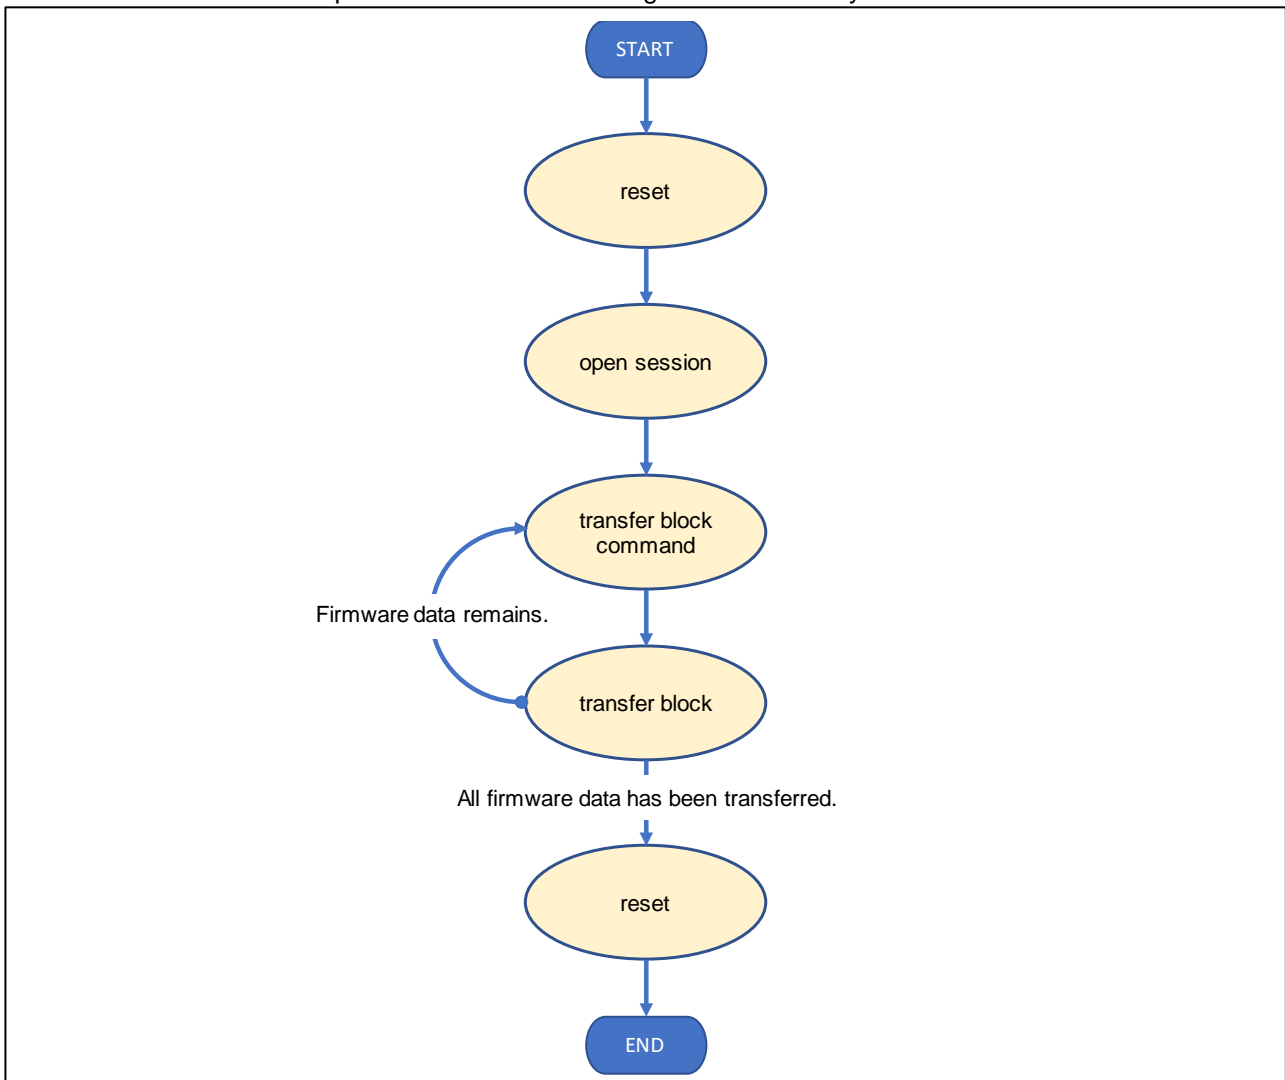 START
reset
open session
transfer block
command
Firmware data remains.
transfer block
All firmware data has been transferred.
reset
END